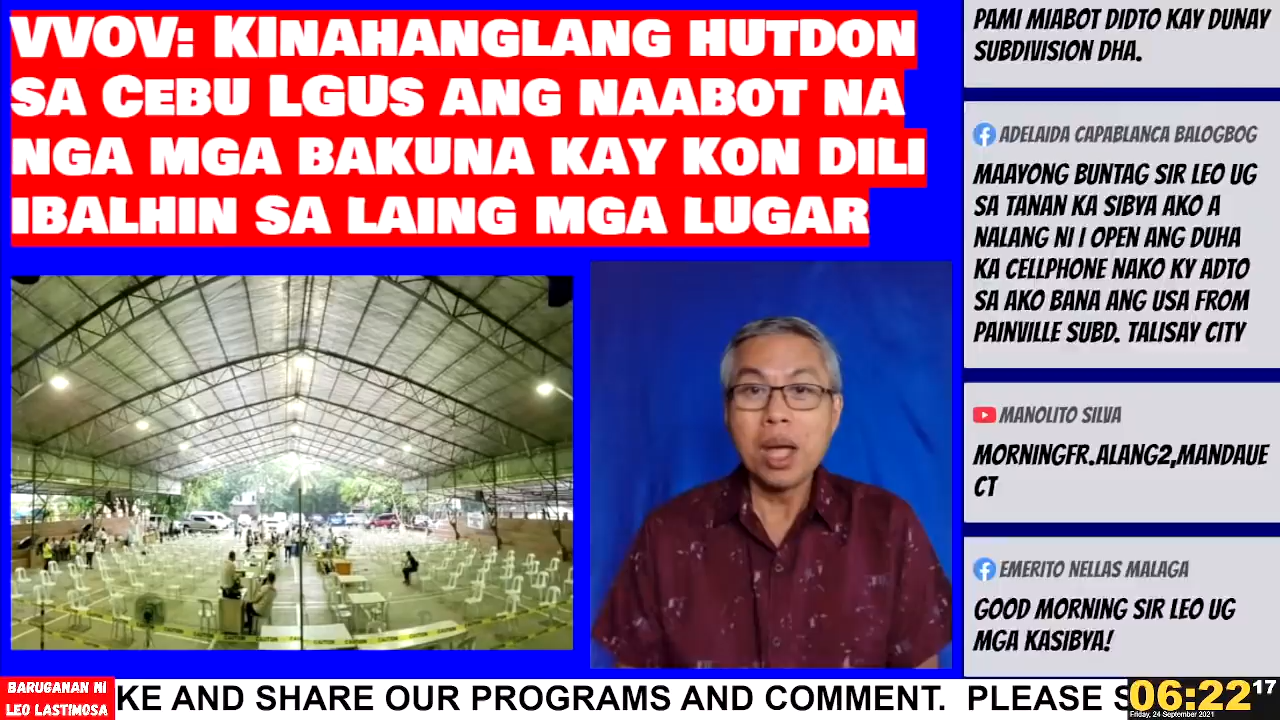 VVOV: KINAHANGLANG HUTDON
SA CEBU LGUS ANG NAABOT NA
NGA MGA BAKUNA KAY KON DILI
IBALHIN SA LAING MGA LUGAR
PAMI MIABOT DIDTO KAY DUNAY
SUBDIVISION DHA.
ADELAIDA CAPABLANCA BALOGBOG
MAAYONG BUNTAG SIR LEO UG
SA TANAN KA SIBYA AKO A
NALANG NI I OPEN ANG DUHA
KA CELLPHONE NAKO KY ADTO
SA AKO BANA ANG USA FROM
PAINVILLE SUBD. TALISAY CITY
MANOLITO SILVA
MORNINGFR.ALANG2,MANDAUE
CT
EMERITO NELLAS MALAGA
GOOD MORNING SIR LEO UG
MGA KASIBYA!
CAUTION CAUTION CAUTION CAUTION
BARUGANAN NI
LEO LASTIMOSA
KE AND SHARE OUR PROGRAMS AND COMMENT. PLEASE S
06:22 17
Friday, 24 September 2021